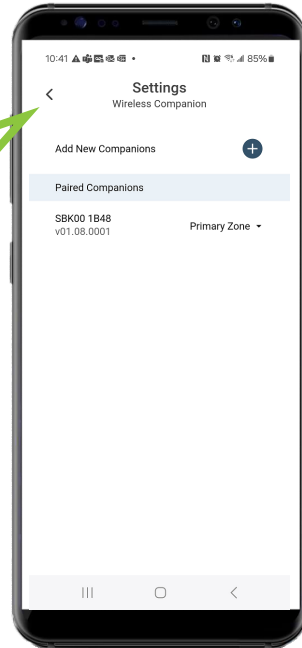 10:41
85%
Settings
Wireless Companion
Add New Companions
Paired Companions
SBK00 1B48
v01.08.0001
Primary Zone